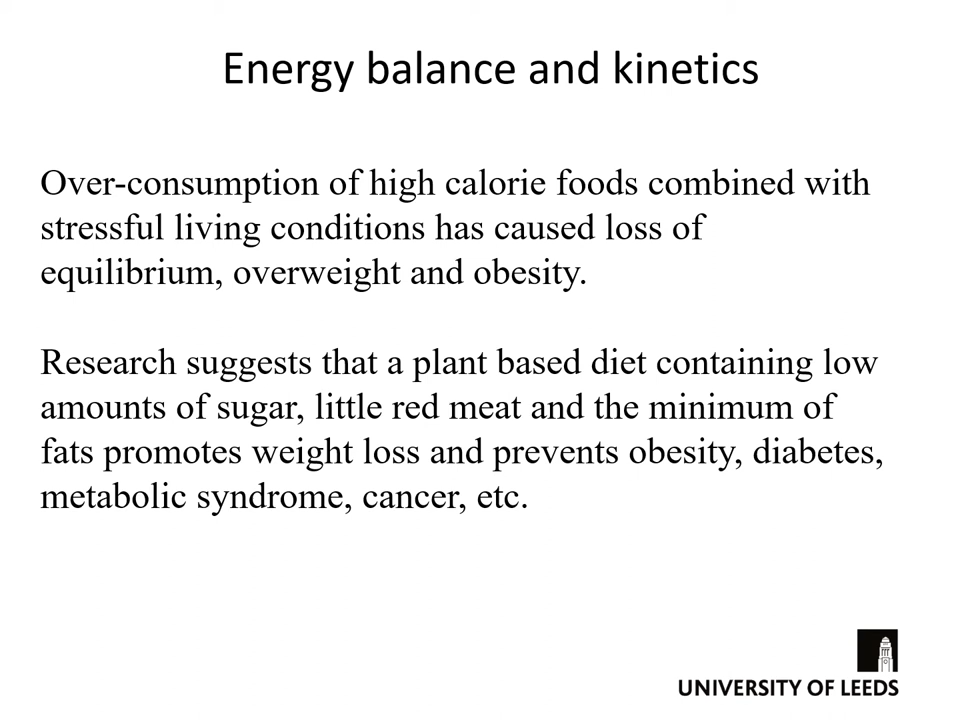 Energy balance and kinetics
Over-consumption of high calorie foods combined with
stressful living conditions has caused loss of
equilibrium, overweight and obesity.
Research suggests that a plant based diet containing low
amounts of sugar, little red meat and the minimum of
fats promotes weight loss and prevents obesity, diabetes,
metabolic syndrome, cancer, etc.
UNIVERSITY OF LEEDS